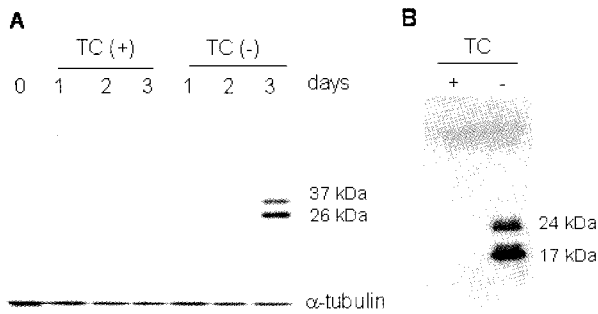 A
TC (+) TC (-)
0 1 2 3 1 2 3 days
37 kDa
26 kDa
α-tubulin
B
TC
+ -
24 kDa
17 kDa